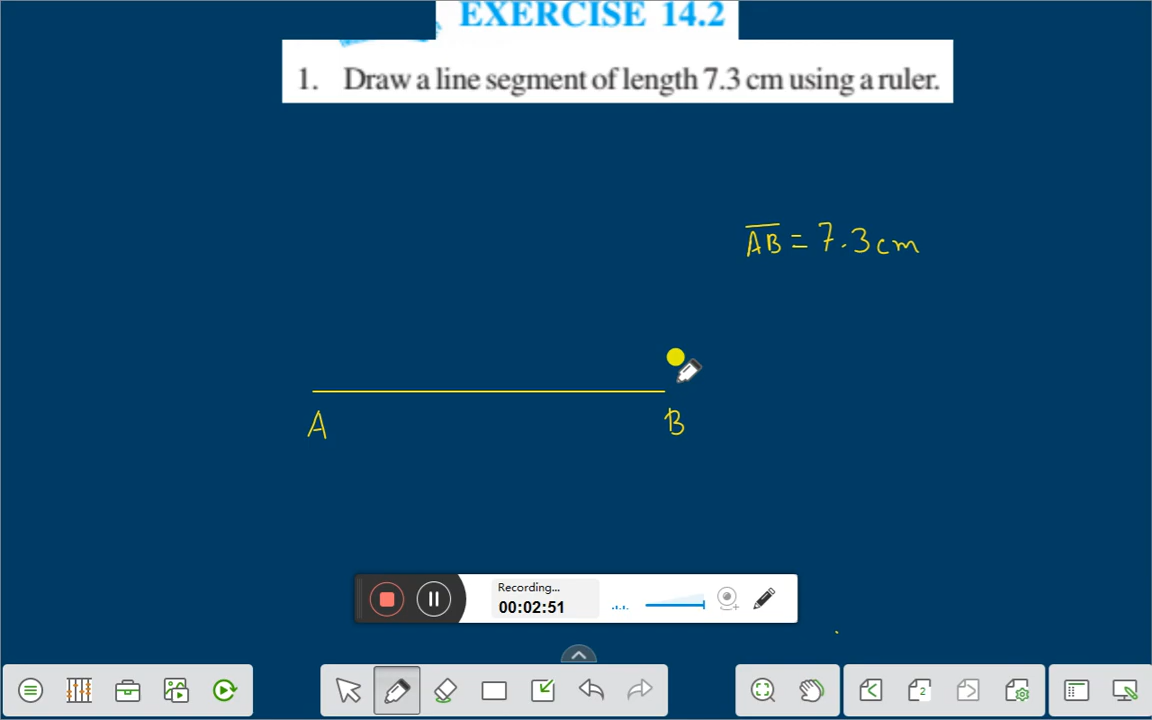 EXERCISE 14.2
1. Draw a line segment of length 7.3 cm using a ruler.
AB = 7.3cm
A
B
Recording...
00:02:51
2